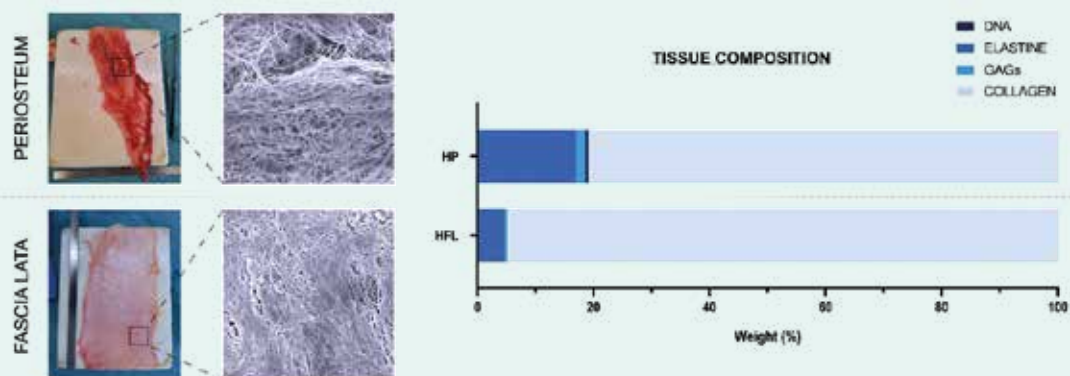 PERIOSTEUM
FASCIA LATA
TISSUE COMPOSITION
DNA
ELASTINE
GAGs
COLLAGEN
HP
HFL
0 20 40 60 80 100
Weight (%)